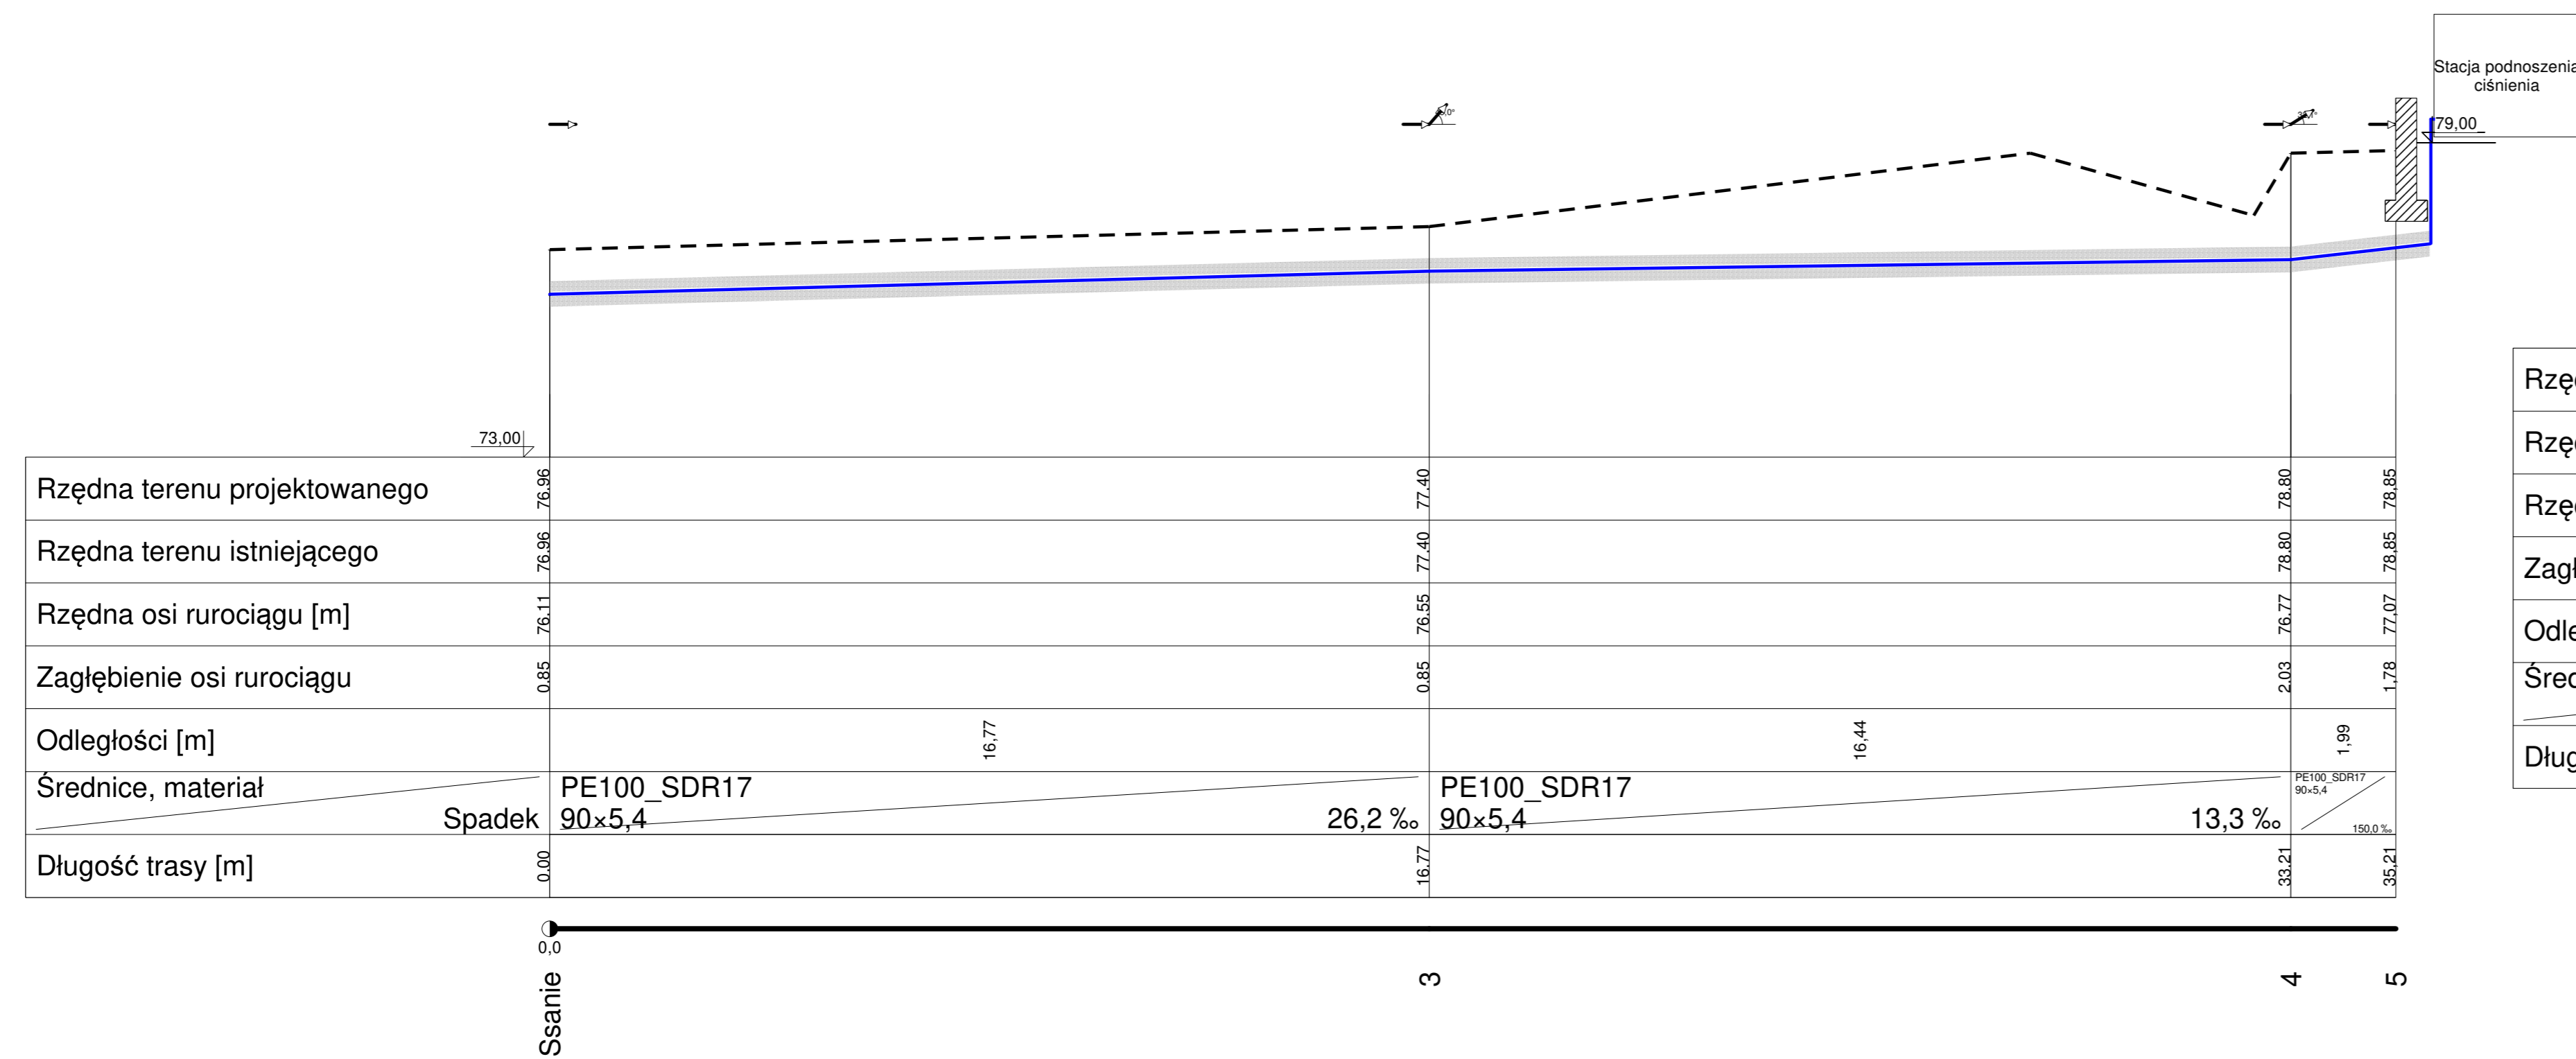 Stacja podnoszenia
ciśnienia
79,00
73,00
Rzędna terenu projektowanego 76.96 77.40 78.80 78,85
Rzędna terenu istniejącego 76.96 77.40 78.80 78,85
Rzędna osi rurociągu [m] 76.11 76.55 76.77 77,07
Zagłębienie osi rurociągu 0.85 0.85 2.03 1,78
Odległości [m] 16,77 16,44 1,99
Średnice, materiał PE100_SDR17 PE100_SDR17 PE100_SDR17
90×5,4
Spadek 90×5,4 26,2 ‰ 90×5,4 13,3 ‰ 150,0 ‰
Długość trasy [m] 0.00 16.77 33.21 35,21
0,0
Ssanie 3 4 5